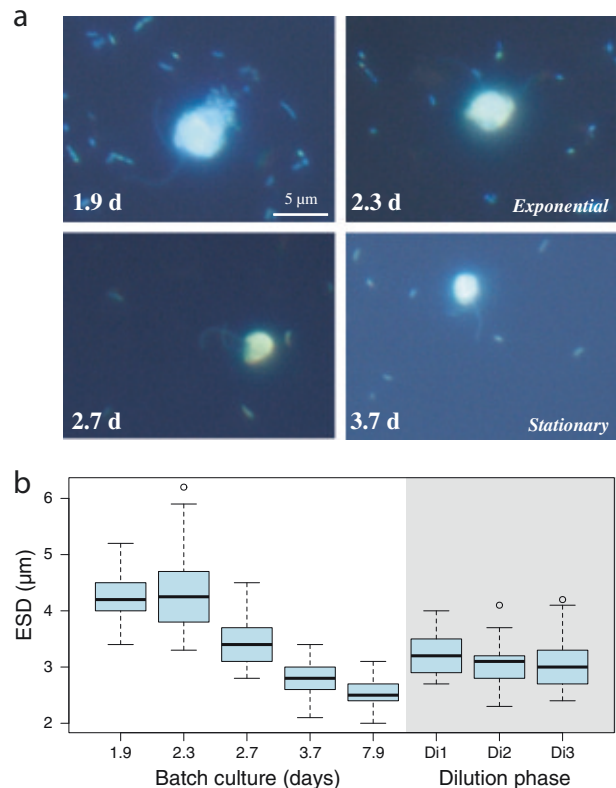 a
1.9 d
5 µm
2.3 d
Exponential
2.7 d
3.7 d
Stationary
b
ESD (µm)
6
5
4
3
2
1.9 2.3 2.7 3.7 7.9 Di1 Di2 Di3
Batch culture (days) Dilution phase